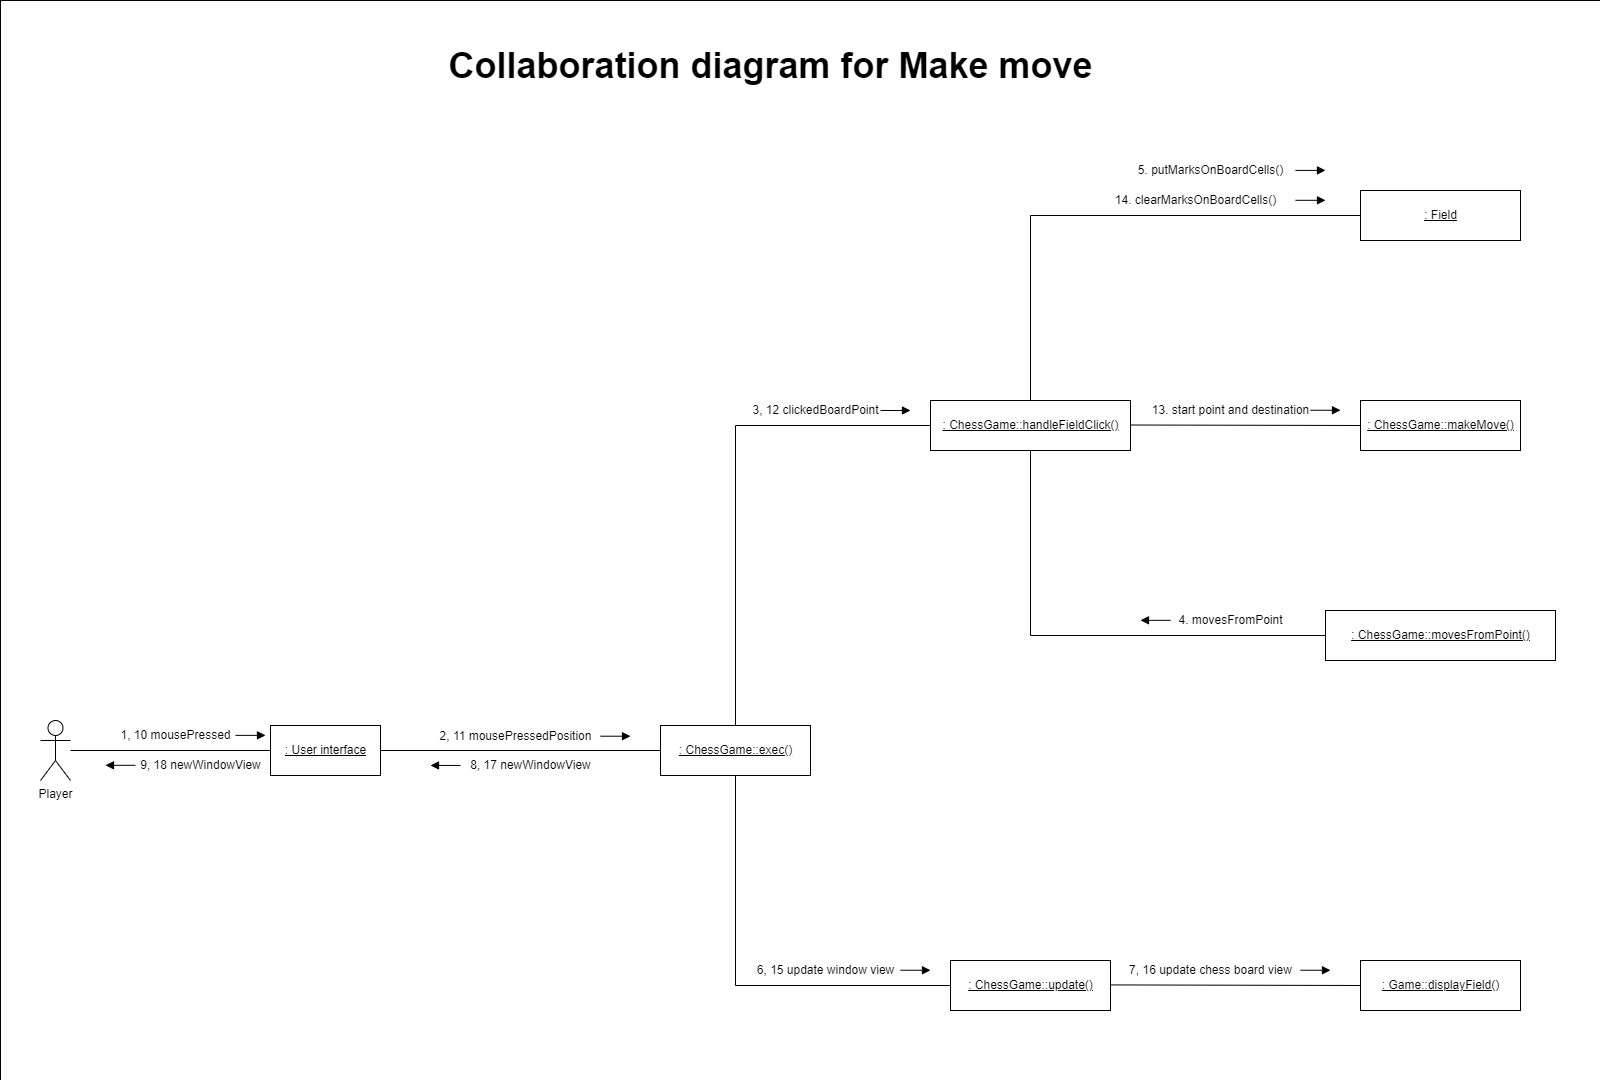 Collaboration diagram for Make move
5. putMarksOnBoardCells()
14. clearMarksOnBoardCells()
: Field
3, 12 clickedBoardPoint
: ChessGame::handleFieldClick()
13. start point and destination
: ChessGame::makeMove()
4. movesFromPoint
: ChessGame::movesFromPoint()
1, 10 mousePressed
: User interface
2, 11 mousePressedPosition
: ChessGame::exec()
9, 18 newWindowView
8, 17 newWindowView
Player
6, 15 update window view
: ChessGame::update()
7, 16 update chess board view
: Game::displayField()